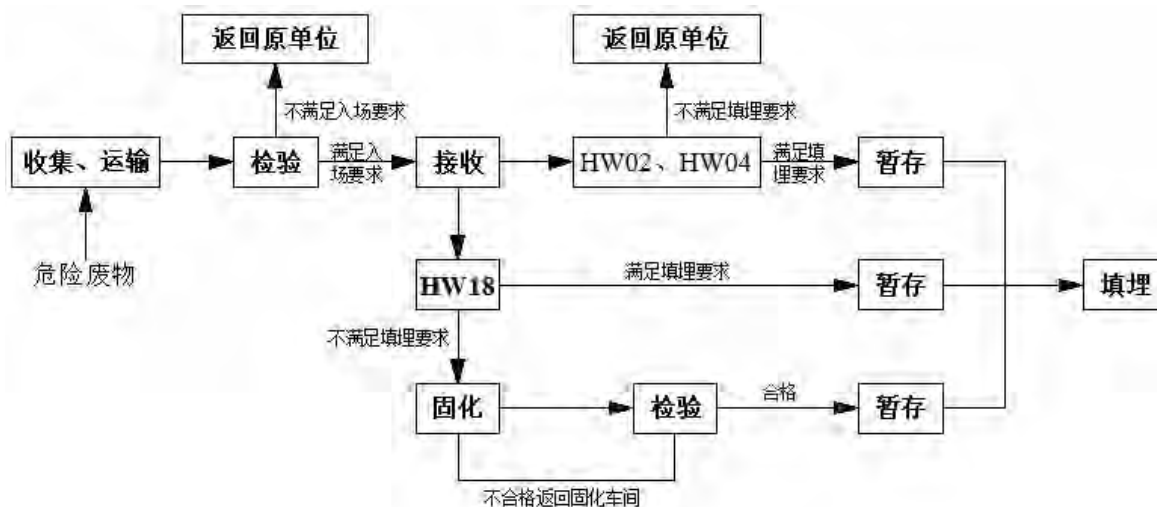 返回原单位
返回原单位
不满足入场要求
不满足填埋要求
收集、运输
检验
满足入
场要求
接收
HW02、HW04
满足填
埋要求
暂存
危险废物
HW18
满足填埋要求
暂存
填埋
不满足填埋要求
固化
检验
合格
暂存
不合格返回固化车间